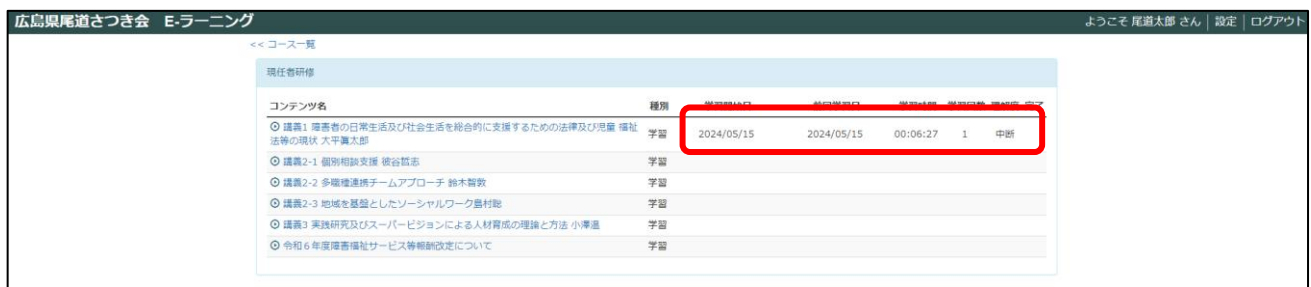 広島県尾道さつき会 E-ラーニング
ようこそ 尾道太郎 さん | 設定 | ログアウト
<< コース一覧
現任者研修
コンテンツ名 種別
講義1 障害者の日常生活及び社会生活を総合的に支援するための法律及び児童 福祉
法等の現状 大平眞太郎 学習 2024/05/15 2024/05/15 00:06:27 1 中断
講義2-1 個別相談支援 彼谷哲志 学習
講義2-2 多職種連携チームアプローチ 鈴木智敦 学習
講義2-3 地域を基盤としたソーシャルワーク島村聡 学習
講義3 実践研究及びスーパービジョンによる人材育成の理論と方法 小澤温 学習
令和6年度障害福祉サービス等報酬改定について 学習